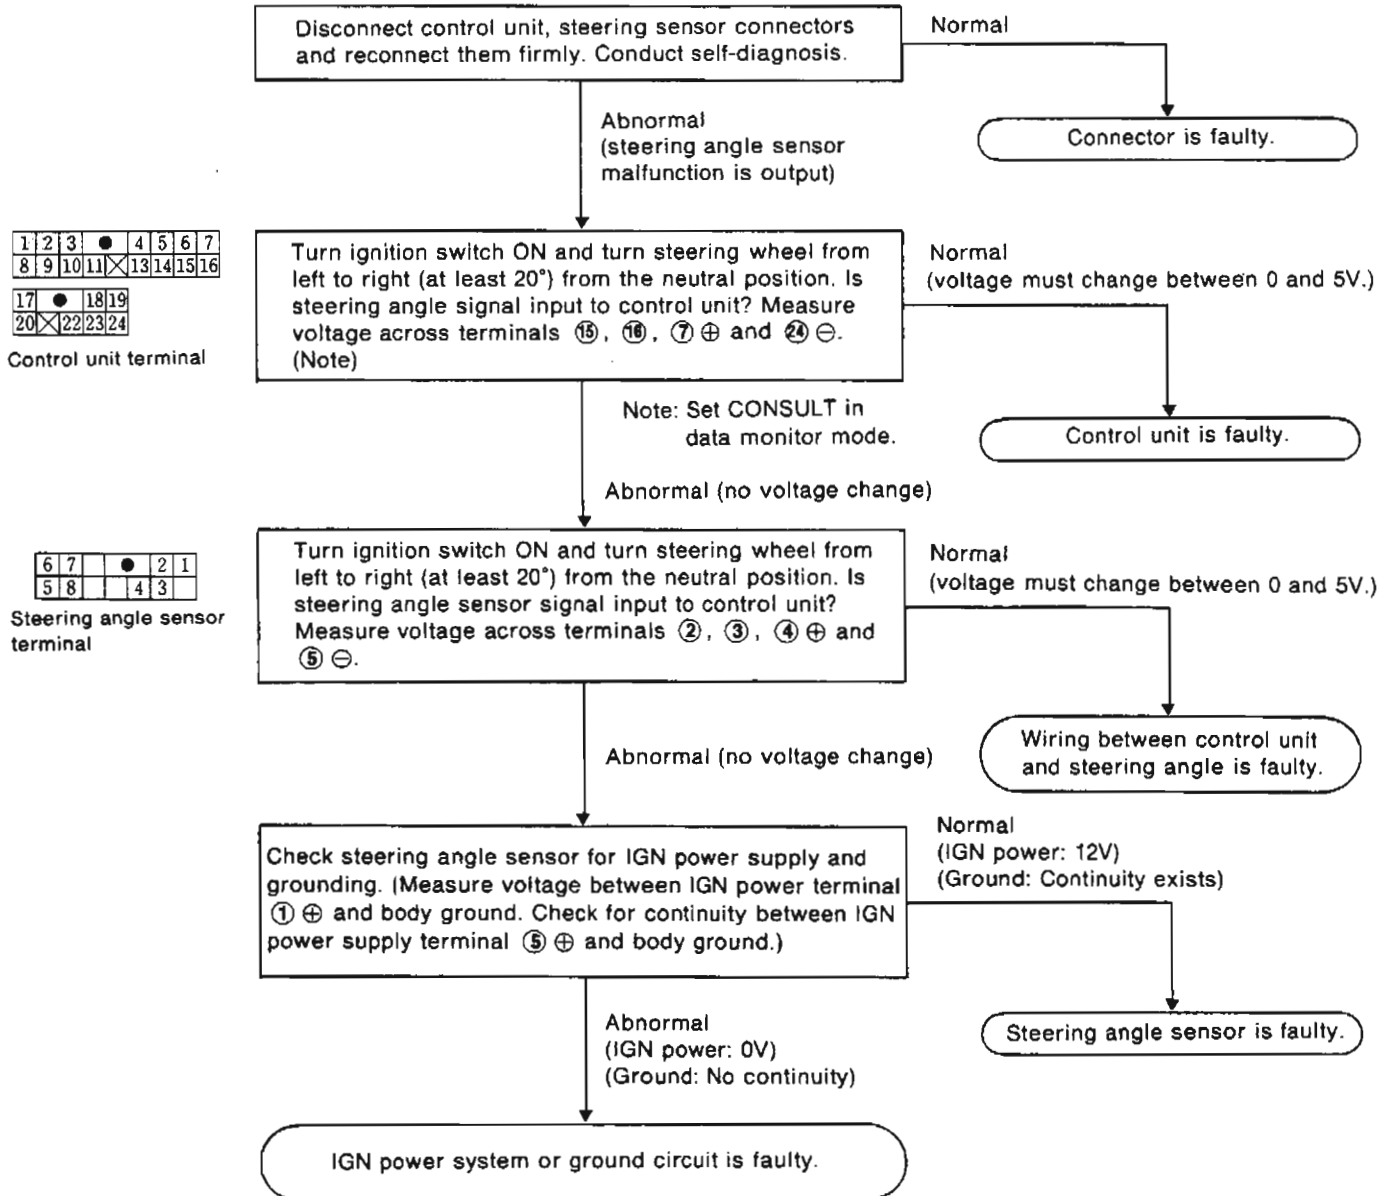 Disconnect control unit, steering sensor connectors
and reconnect them firmly. Conduct self-diagnosis.
Normal
Connector is faulty.
Abnormal
(steering angle sensor
malfunction is output)
1 2 3 ● 4 5 6 7
8 9 10 11 13 14 15 16
17 ● 18 19
20 22 23 24
Control unit terminal
Turn ignition switch ON and turn steering wheel from
left to right (at least 20°) from the neutral position. Is
steering angle signal input to control unit? Measure
voltage across terminals ⑮, ⑯, ⑦ ⊕ and ㉔ ⊖.
(Note)
Normal
(voltage must change between 0 and 5V.)
Control unit is faulty.
Note: Set CONSULT in
data monitor mode.
Abnormal (no voltage change)
6 7 ● 2 1
5 8 4 3
Steering angle sensor
terminal
Turn ignition switch ON and turn steering wheel from
left to right (at least 20°) from the neutral position. Is
steering angle sensor signal input to control unit?
Measure voltage across terminals ②, ③, ④ ⊕ and
⑤ ⊖.
Normal
(voltage must change between 0 and 5V.)
Wiring between control unit
and steering angle is faulty.
Abnormal (no voltage change)
Check steering angle sensor for IGN power supply and
grounding. (Measure voltage between IGN power terminal
① ⊕ and body ground. Check for continuity between IGN
power supply terminal ⑤ ⊕ and body ground.)
Normal
(IGN power: 12V)
(Ground: Continuity exists)
Steering angle sensor is faulty.
Abnormal
(IGN power: 0V)
(Ground: No continuity)
IGN power system or ground circuit is faulty.